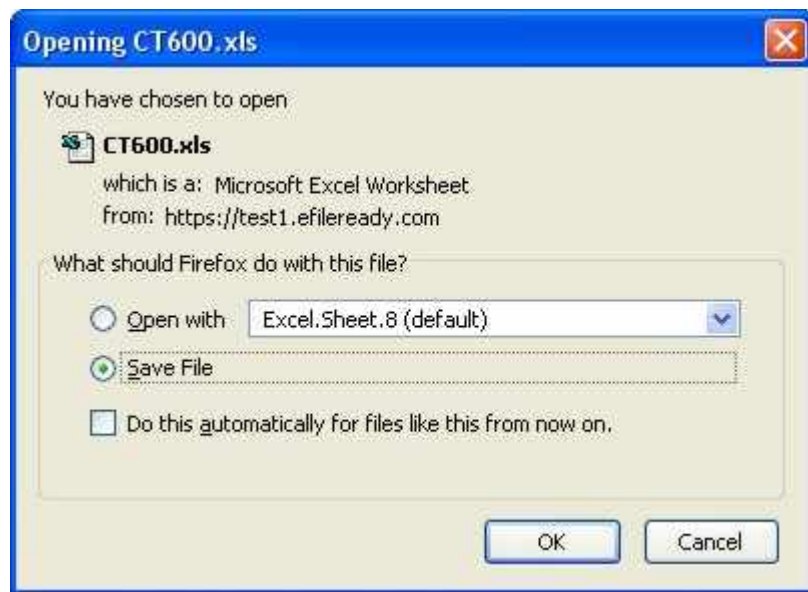 Opening CT600.xls
You have chosen to open
CT600.xls
which is a: Microsoft Excel Worksheet
from: https://test1.efileready.com
What should Firefox do with this file?
Open with Excel.Sheet.8 (default)
Save File
Do this automatically for files like this from now on.
OK Cancel